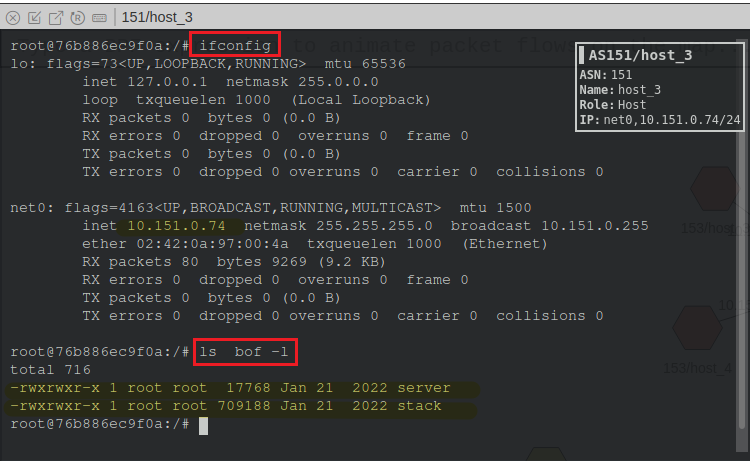 151/host_3
root@76b886ec9f0a:/# ifconfig
to animate packet flows
lo: flags=73<UP,LOOPBACK,RUNNING>  mtu 65536
        inet 127.0.0.1  netmask 255.0.0.0
        loop  txqueuelen 1000  (Local Loopback)
        RX packets 0  bytes 0 (0.0 B)
        RX errors 0  dropped 0  overruns 0  frame 0
        TX packets 0  bytes 0 (0.0 B)
        TX errors 0  dropped 0 overruns 0  carrier 0  collisions 0
net0: flags=4163<UP,BROADCAST,RUNNING,MULTICAST>  mtu 1500
        inet 10.151.0.74  netmask 255.255.255.0  broadcast 10.151.0.255
        ether 02:42:0a:97:00:4a  txqueuelen 1000  (Ethernet)
        RX packets 80  bytes 9269 (9.2 KB)
        RX errors 0  dropped 0  overruns 0  frame 0
        TX packets 0  bytes 0 (0.0 B)
        TX errors 0  dropped 0 overruns 0  carrier 0  collisions 0
root@76b886ec9f0a:/# ls  bof -l
total 716
-rwxrwxr-x 1 root root  17768 Jan 21  2022 server
-rwxrwxr-x 1 root root 709188 Jan 21  2022 stack
root@76b886ec9f0a:/#
AS151/host_3
ASN: 151
Name: host_3
Role: Host
IP: net0,10.151.0.74/24
153/host_4